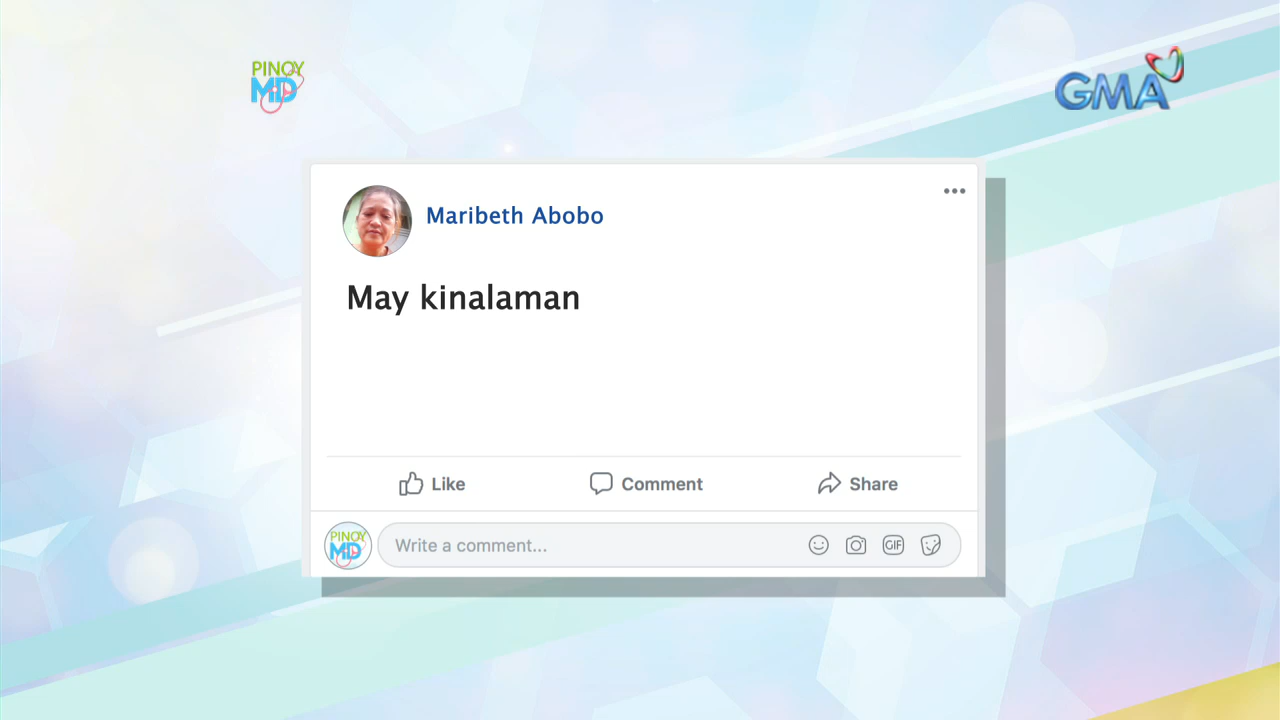 PINOY
MD
GMA
Maribeth Abobo
May kinalaman
Like
Comment
Share
PINOY
MD
Write a comment...
GIF